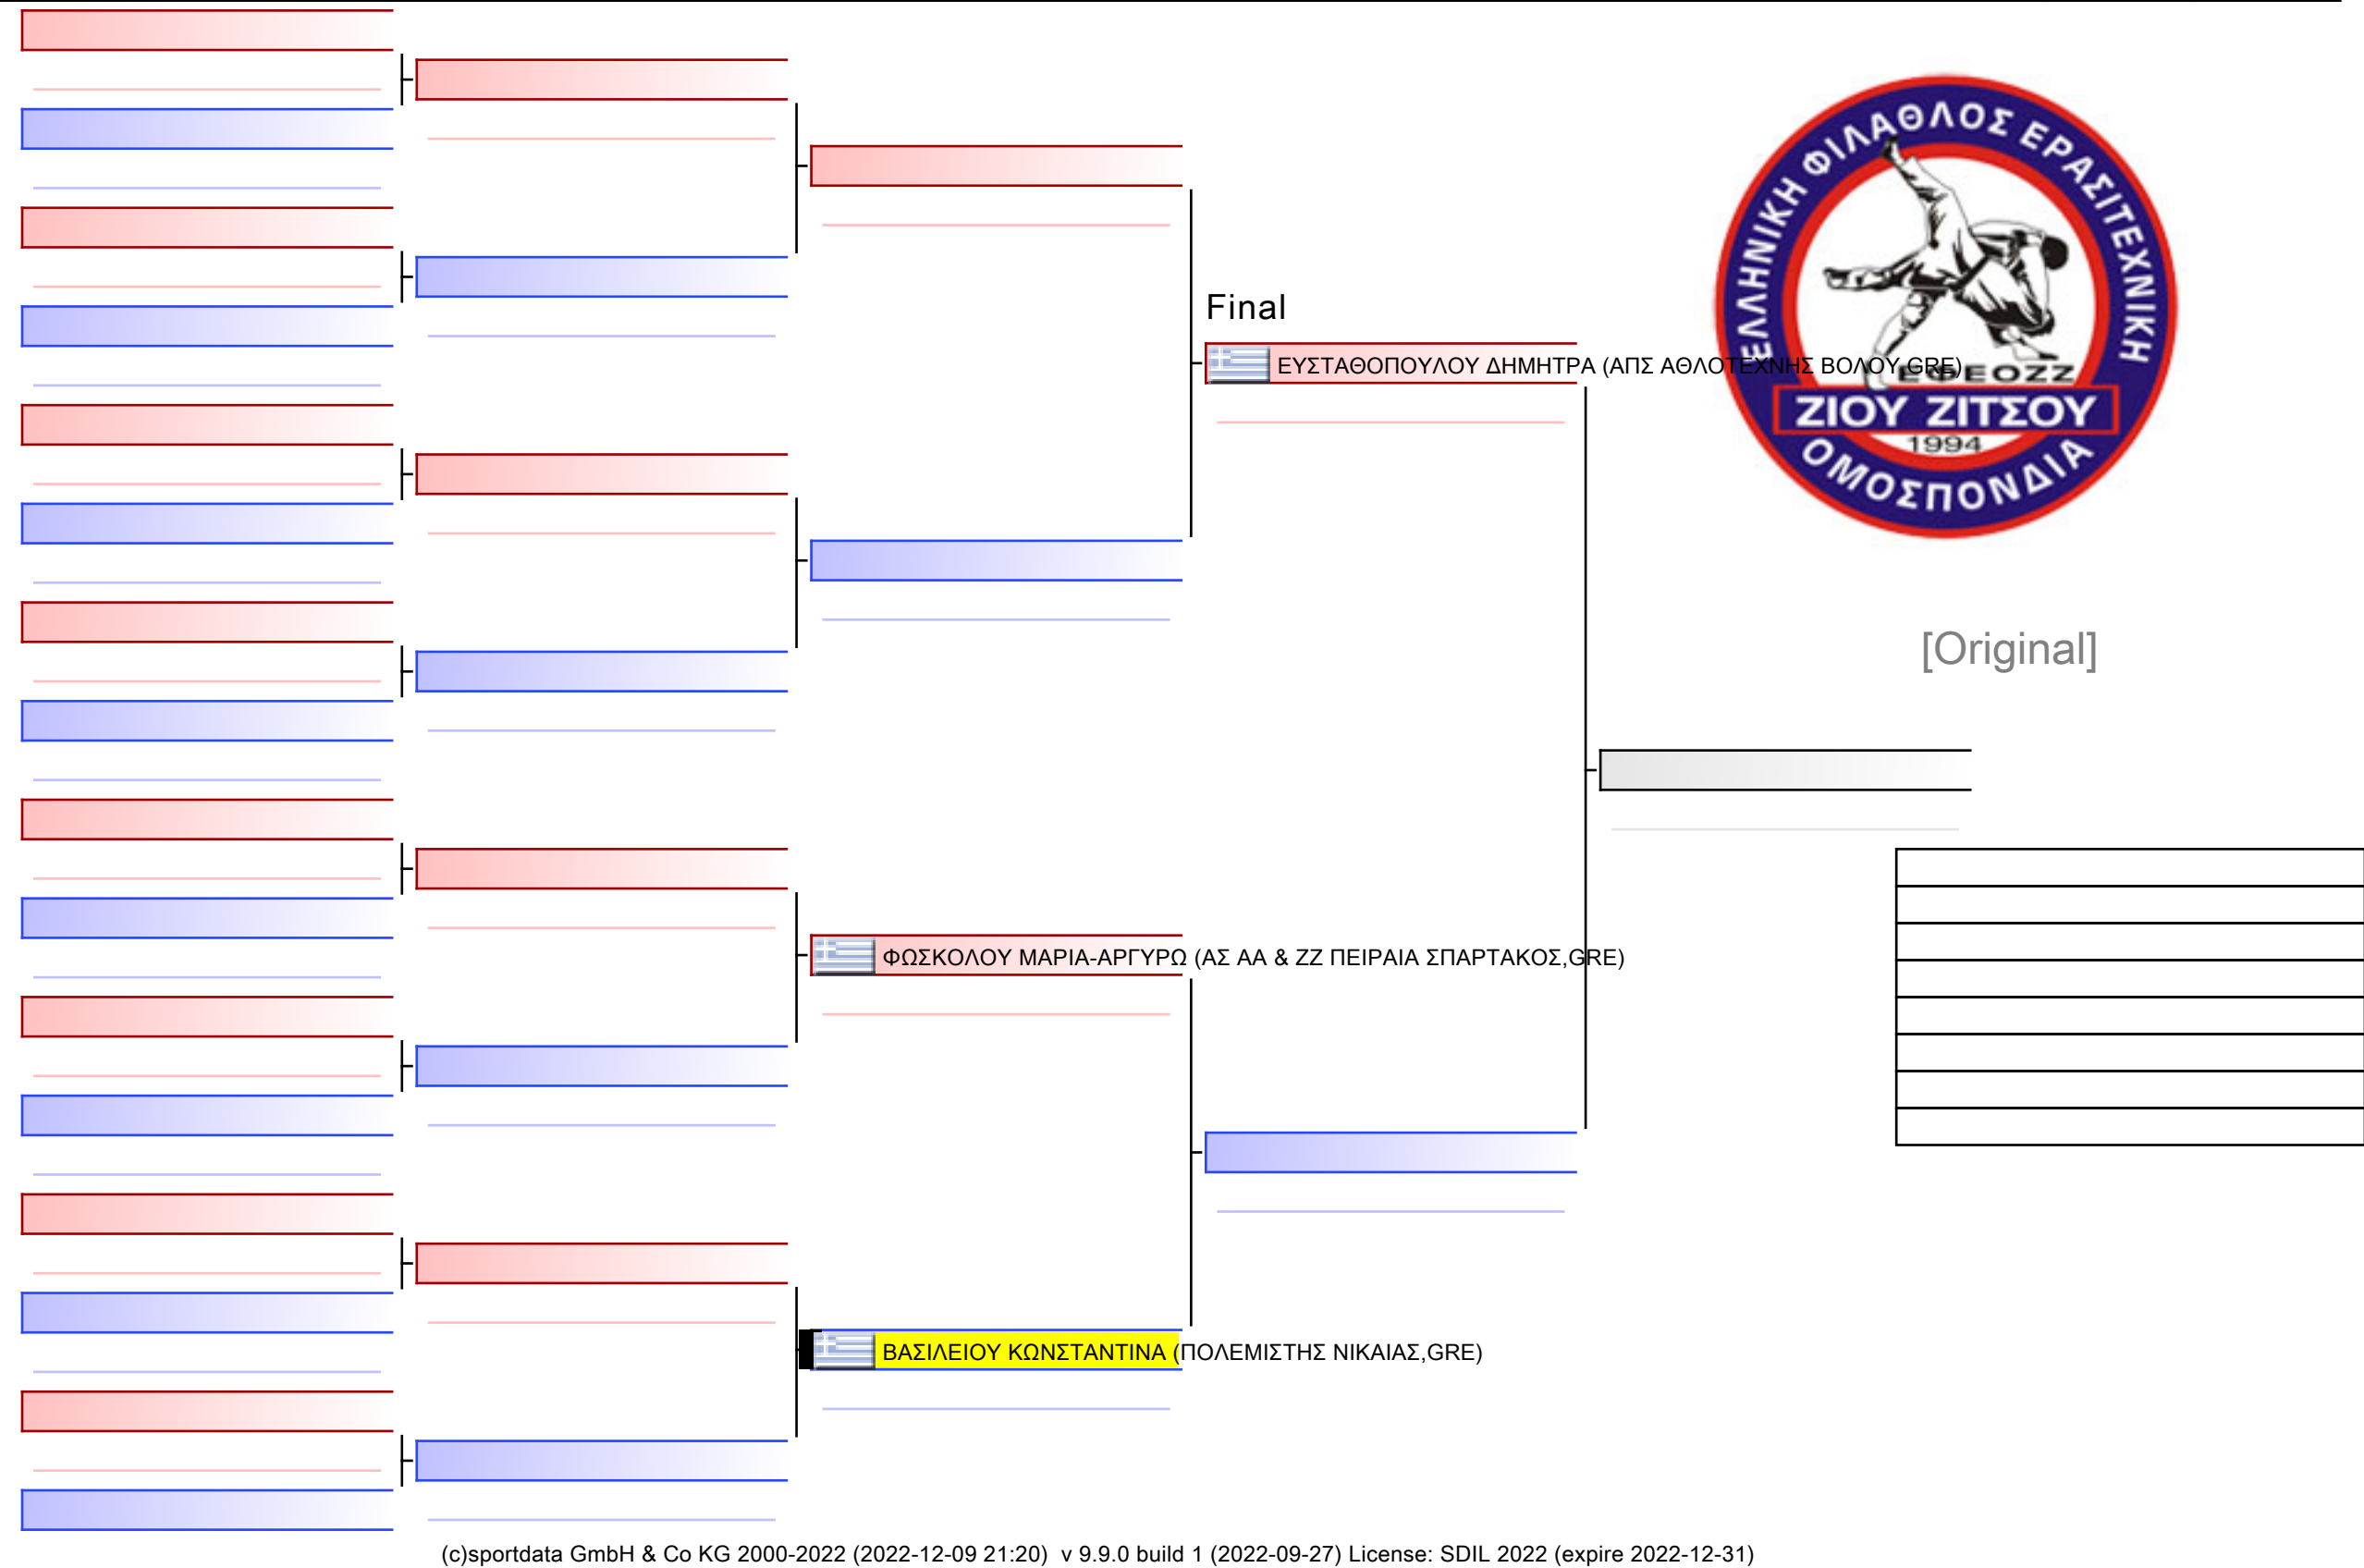 ΕΛΛΗΝΙΚΗ ΦΙΛΑΘΛΟΣ ΕΡΑΣΙΤΕΧΝΙΚΗ
Final
ΕΥΣΤΑΘΟΠΟΥΛΟΥ ΔΗΜΗΤΡΑ (ΑΠΣ ΑΘΛΟΤΕΧΝΗΣ ΒΟΛΟΥ,GRE)
ΕΦΕΟΖΖ
ΖΙΟΥ ΖΙΤΣΟΥ
1994
ΟΜΟΣΠΟΝΔΙΑ
[Original]
ΦΩΣΚΟΛΟΥ ΜΑΡΙΑ-ΑΡΓΥΡΩ (ΑΣ ΑΑ & ΖΖ ΠΕΙΡΑΙΑ ΣΠΑΡΤΑΚΟΣ,GRE)
ΒΑΣΙΛΕΙΟΥ ΚΩΝΣΤΑΝΤΙΝΑ (ΠΟΛΕΜΙΣΤΗΣ ΝΙΚΑΙΑΣ,GRE)
(c)sportdata GmbH & Co KG 2000-2022 (2022-12-09 21:20) v 9.9.0 build 1 (2022-09-27) License: SDIL 2022 (expire 2022-12-31)